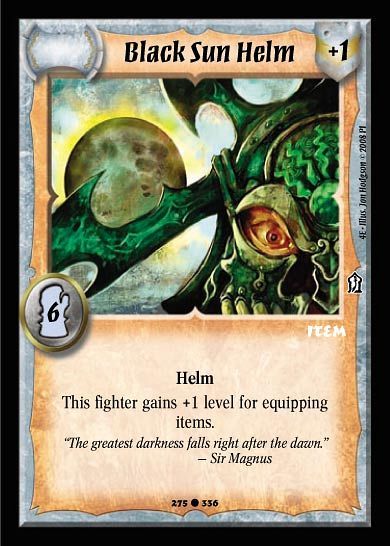 Black Sun Helm
+1
4E • Illus. Jon Hodgson © 2008 PI
6
ITEM
Helm
This fighter gains +1 level for equipping
items.
“The greatest darkness falls right after the dawn.”
– Sir Magnus
275 ● 336